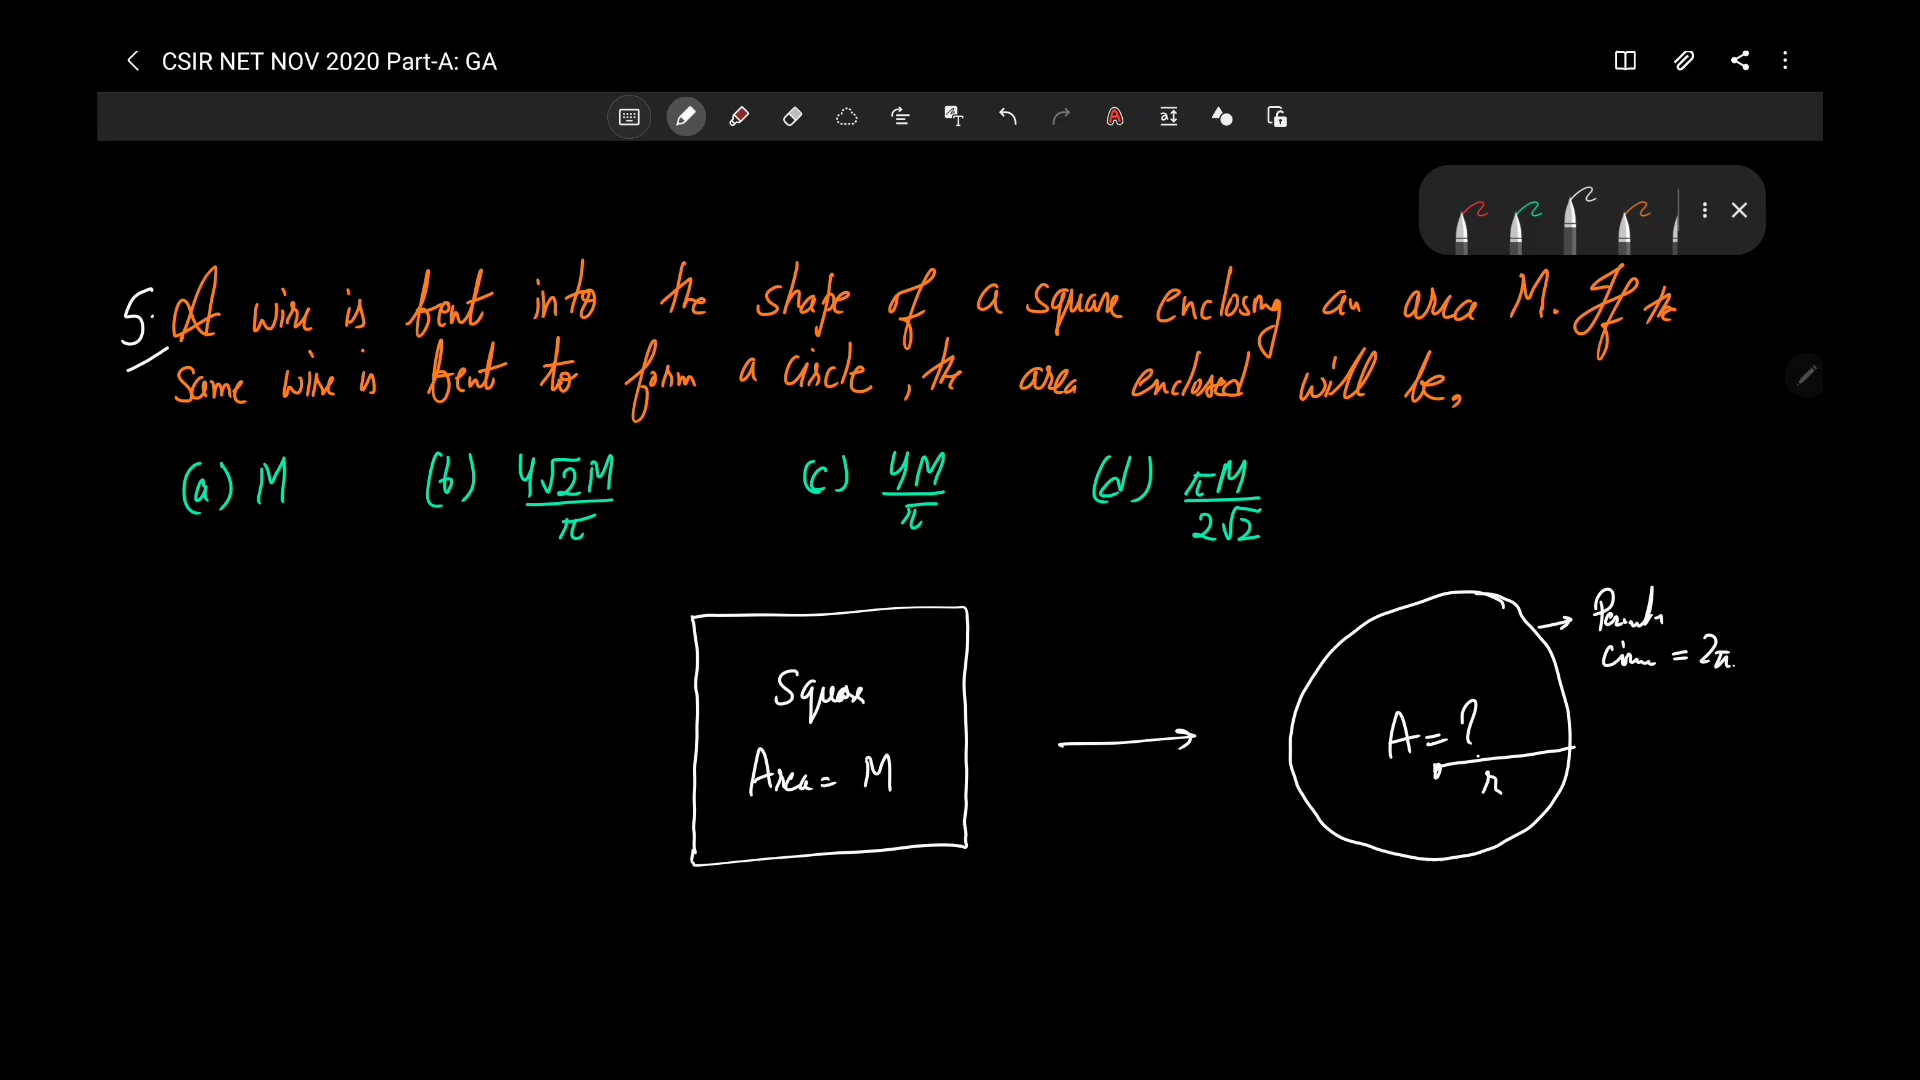 CSIR NET NOV 2020 Part-A: GA
5. A wire is bent into the shape of a square enclosing an area M. If the
same wire is bent to form a circle, the area enclosed will be,
(a) M (b) 4√2M/π (c) 4M/π (d) πM/2√2
Square
Area = M
A = ?
r
= 2π